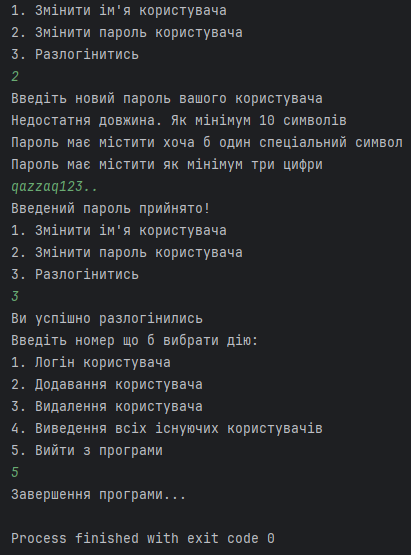 1. Змінити ім'я користувача
2. Змінити пароль користувача
3. Разлогінитись
2
Введіть новий пароль вашого користувача
Недостатня довжина. Як мінімум 10 символів
Пароль має містити хоча б один спеціальний символ
Пароль має містити як мінімум три цифри
qazzaq123..
Введений пароль прийнято!
1. Змінити ім'я користувача
2. Змінити пароль користувача
3. Разлогінитись
3
Ви успішно разлогінились
Введіть номер що б вибрати дію:
1. Логін користувача
2. Додавання користувача
3. Видалення користувача
4. Виведення всіх існуючих користувачів
5. Вийти з програми
5
Завершення програми...
Process finished with exit code 0